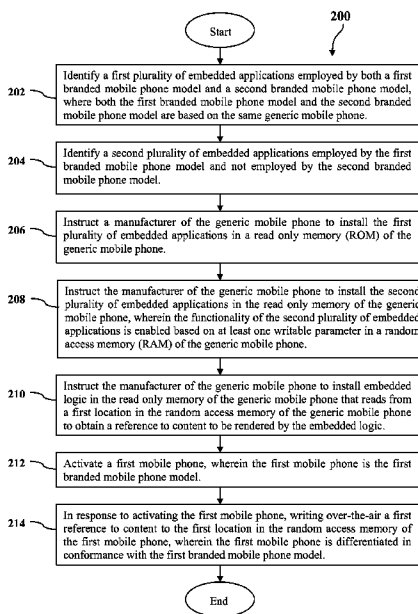 200
Start
202
Identify a first plurality of embedded applications employed by both a first
branded mobile phone model and a second branded mobile phone model,
where both the first branded mobile phone model and the second branded
mobile phone model are based on the same generic mobile phone.
204
Identify a second plurality of embedded applications employed by the first
branded mobile phone model and not employed by the second branded
mobile phone model.
206
Instruct a manufacturer of the generic mobile phone to install the first
plurality of embedded applications in a read only memory (ROM) of the
generic mobile phone.
208
Instruct the manufacturer of the generic mobile phone to install the second
plurality of embedded applications in the read only memory of the generic
mobile phone, wherein the functionality of the second plurality of embedded
applications is enabled based on at least one writable parameter in a random
access memory (RAM) of the generic mobile phone.
210
Instruct the manufacturer of the generic mobile phone to install embedded
logic in the read only memory of the generic mobile phone that reads from
a first location in the random access memory of the generic mobile phone
to obtain a reference to content to be rendered by the embedded logic.
212
Activate a first mobile phone, wherein the first mobile phone is the first
branded mobile phone model.
214
In response to activating the first mobile phone, writing over-the-air a first
reference to content to the first location in the random access memory of
the first mobile phone, wherein the first mobile phone is differentiated in
conformance with the first branded mobile phone model.
End